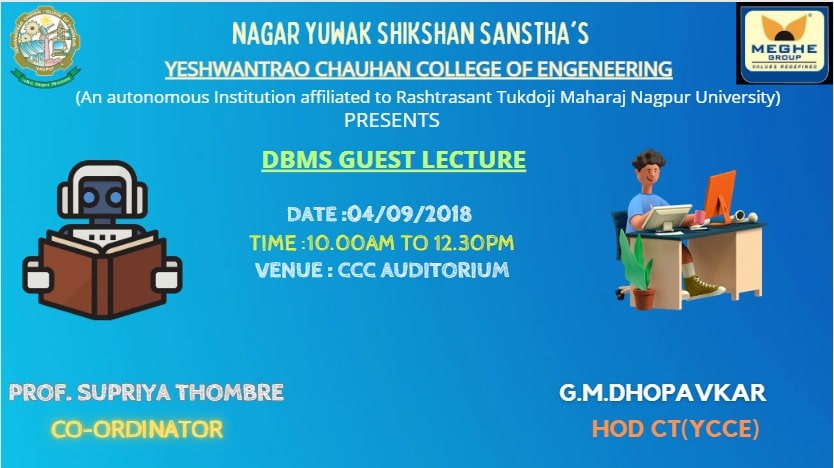 NAGAR YUWAK SHIKSHAN SANSTHA'S
YESHWANTRAO CHAUHAN COLLEGE OF ENGENEERING
(An autonomous Institution affiliated to Rashtrasant Tukdoji Maharaj Nagpur University)
PRESENTS
MEGHE
GROUP
VALUES REDEFINED
DBMS GUEST LECTURE
DATE :04/09/2018
TIME :10.00AM TO 12.30PM
VENUE : CCC AUDITORIUM
PROF. SUPRIYA THOMBRE
CO-ORDINATOR
G.M.DHOPAVKAR
HOD CT(YCCE)